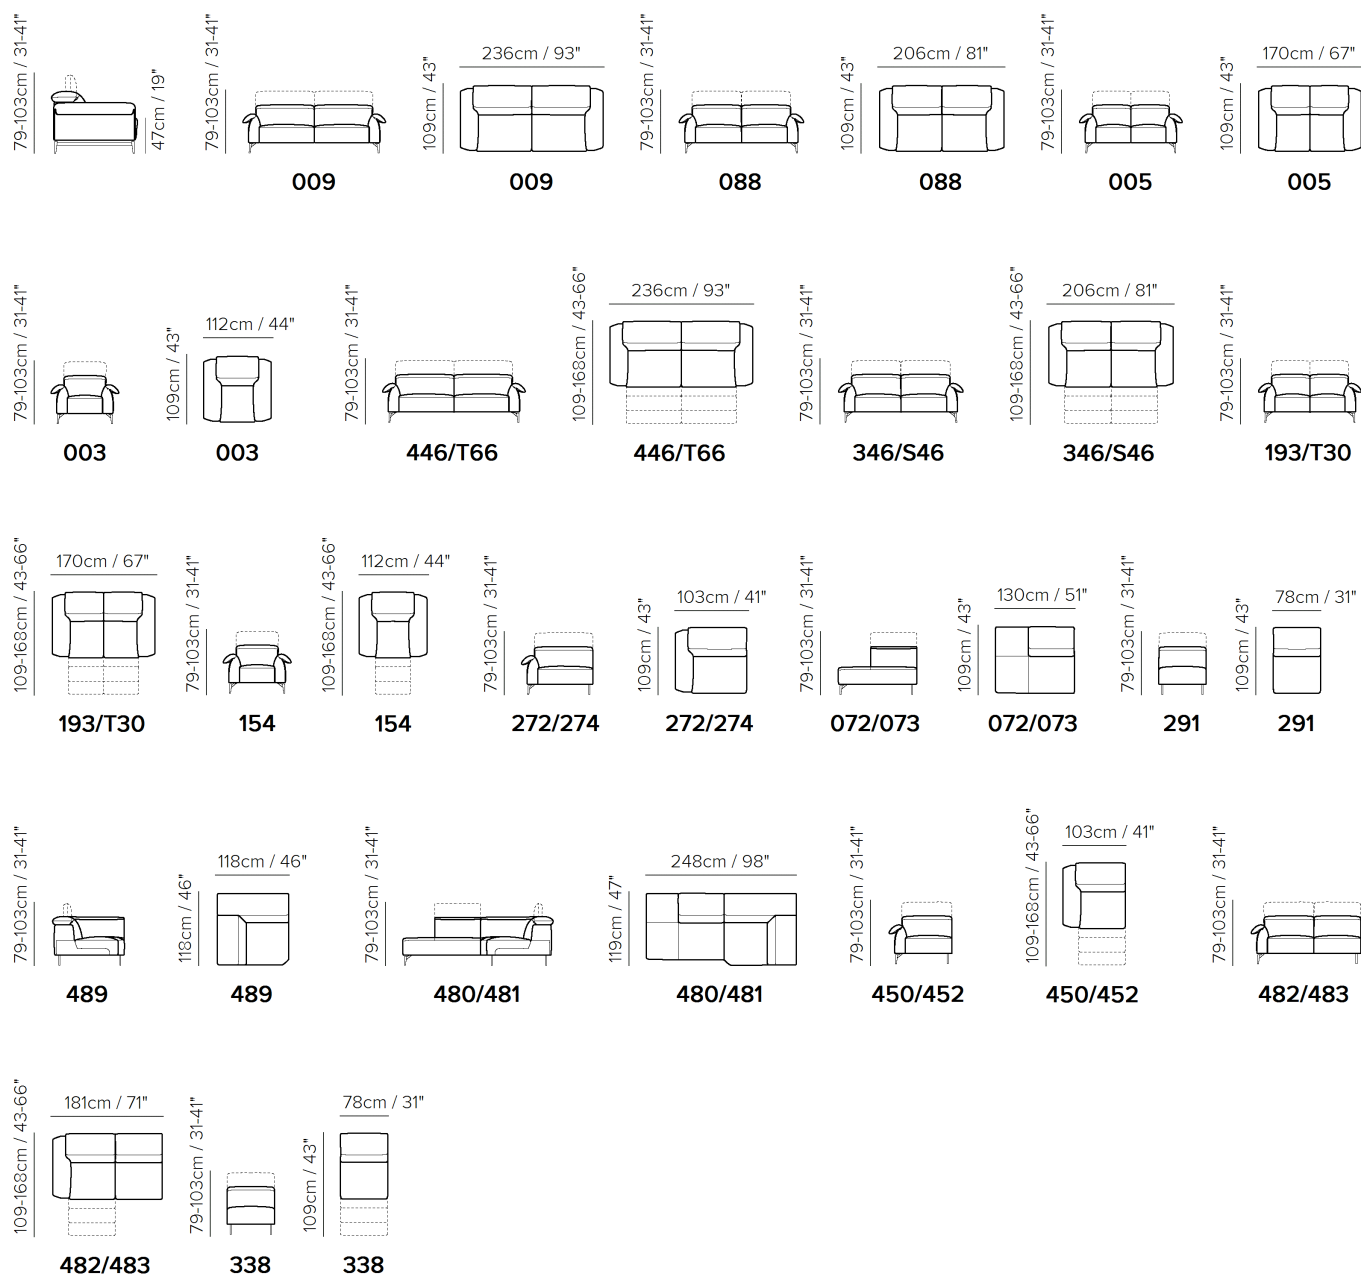 79-103cm / 31-41"
47cm / 19"
79-103cm / 31-41"
009
109cm / 43"
236cm / 93"
009
79-103cm / 31-41"
088
109cm / 43"
206cm / 81"
088
79-103cm / 31-41"
005
109cm / 43"
170cm / 67"
005
79-103cm / 31-41"
003
109cm / 43"
112cm / 44"
003
79-103cm / 31-41"
446/T66
109-168cm / 43-66"
236cm / 93"
446/T66
79-103cm / 31-41"
346/S46
109-168cm / 43-66"
206cm / 81"
346/S46
79-103cm / 31-41"
193/T30
109-168cm / 43-66"
170cm / 67"
193/T30
79-103cm / 31-41"
154
109-168cm / 43-66"
112cm / 44"
154
79-103cm / 31-41"
272/274
109cm / 43"
103cm / 41"
272/274
79-103cm / 31-41"
072/073
109cm / 43"
130cm / 51"
072/073
79-103cm / 31-41"
291
109cm / 43"
78cm / 31"
291
79-103cm / 31-41"
489
118cm / 46"
118cm / 46"
489
79-103cm / 31-41"
480/481
119cm / 47"
248cm / 98"
480/481
79-103cm / 31-41"
450/452
109-168cm / 43-66"
103cm / 41"
450/452
79-103cm / 31-41"
482/483
109-168cm / 43-66"
181cm / 71"
482/483
79-103cm / 31-41"
338
109cm / 43"
78cm / 31"
338